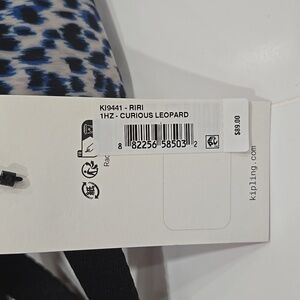 KI9441 - RIRI
1HZ - CURIOUS LEOPARD
8 82256 58503 2
$89.00
kipling.com